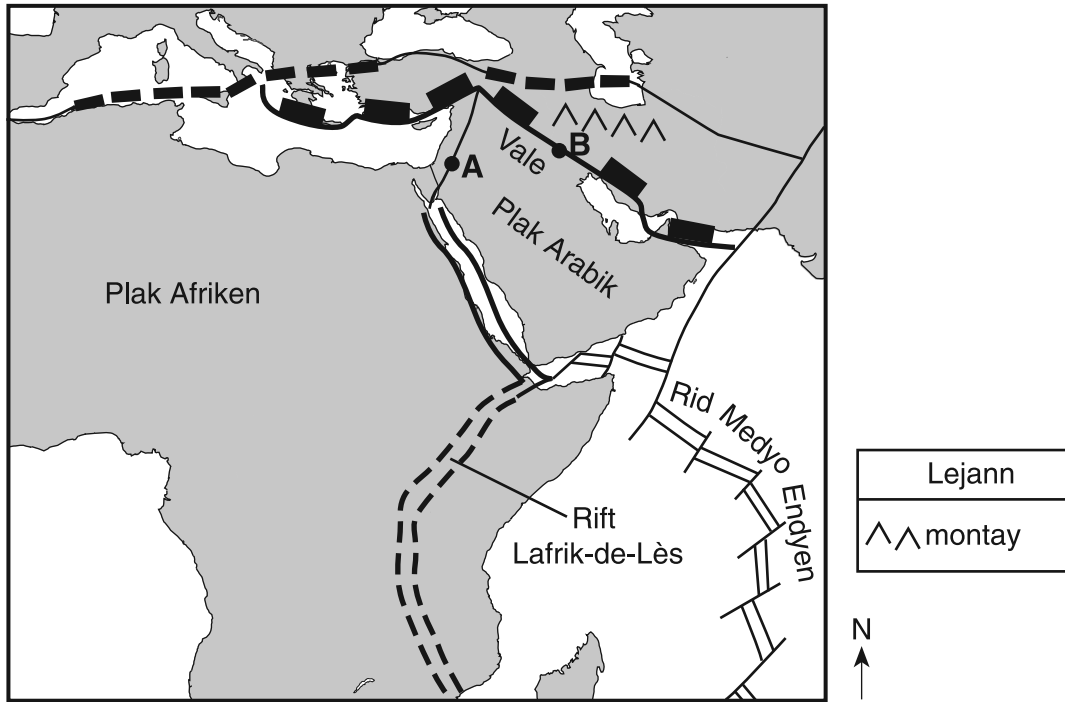 A
B
Vale
Plak Arabik
Plak Afriken
Rid Medyo Endyen
Rift
Lafrik-de-Lès
Lejann
montay
N